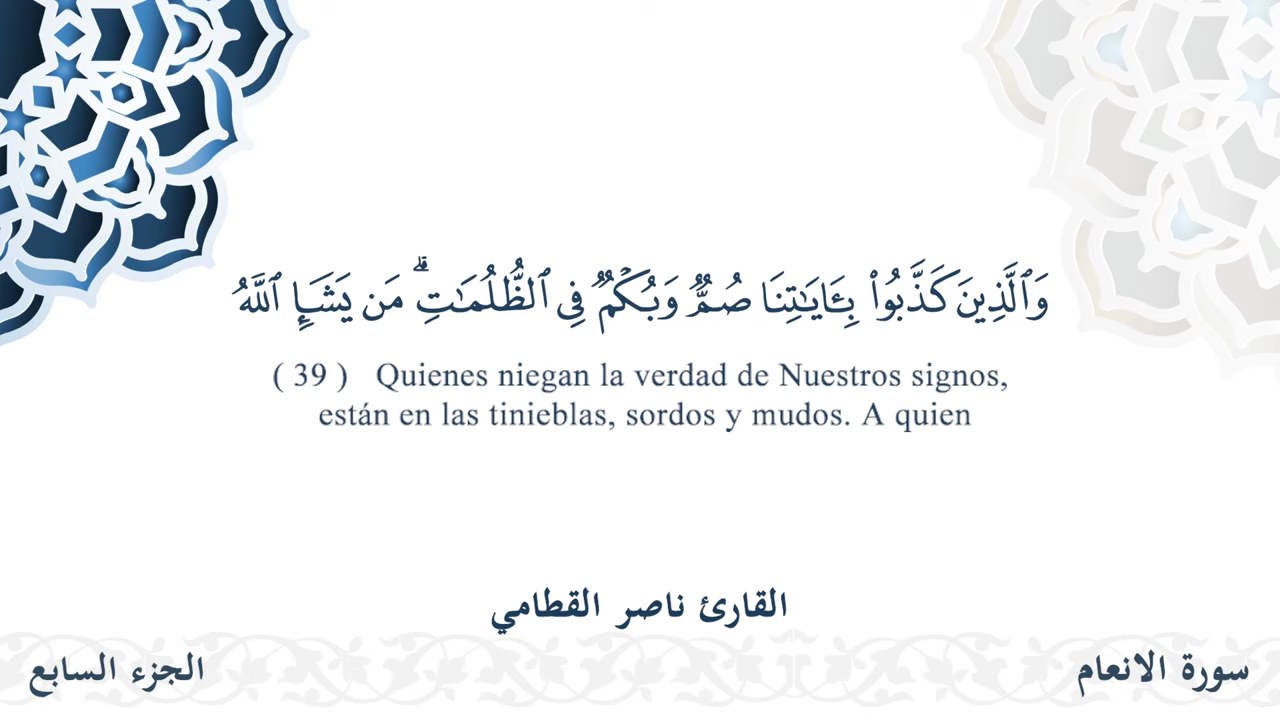 وَٱلَّذِينَ كَذَّبُواْ بِـَٔايَٰتِنَا صُمّٞ وَبُكۡمٞ فِي ٱلظُّلُمَٰتِۗ مَن يَشَإِ ٱللَّهُ
( 39 ) Quienes niegan la verdad de Nuestros signos,
están en las tinieblas, sordos y mudos. A quien
القارئ ناصر القطامي
سورة الانعام
الجزء السابع